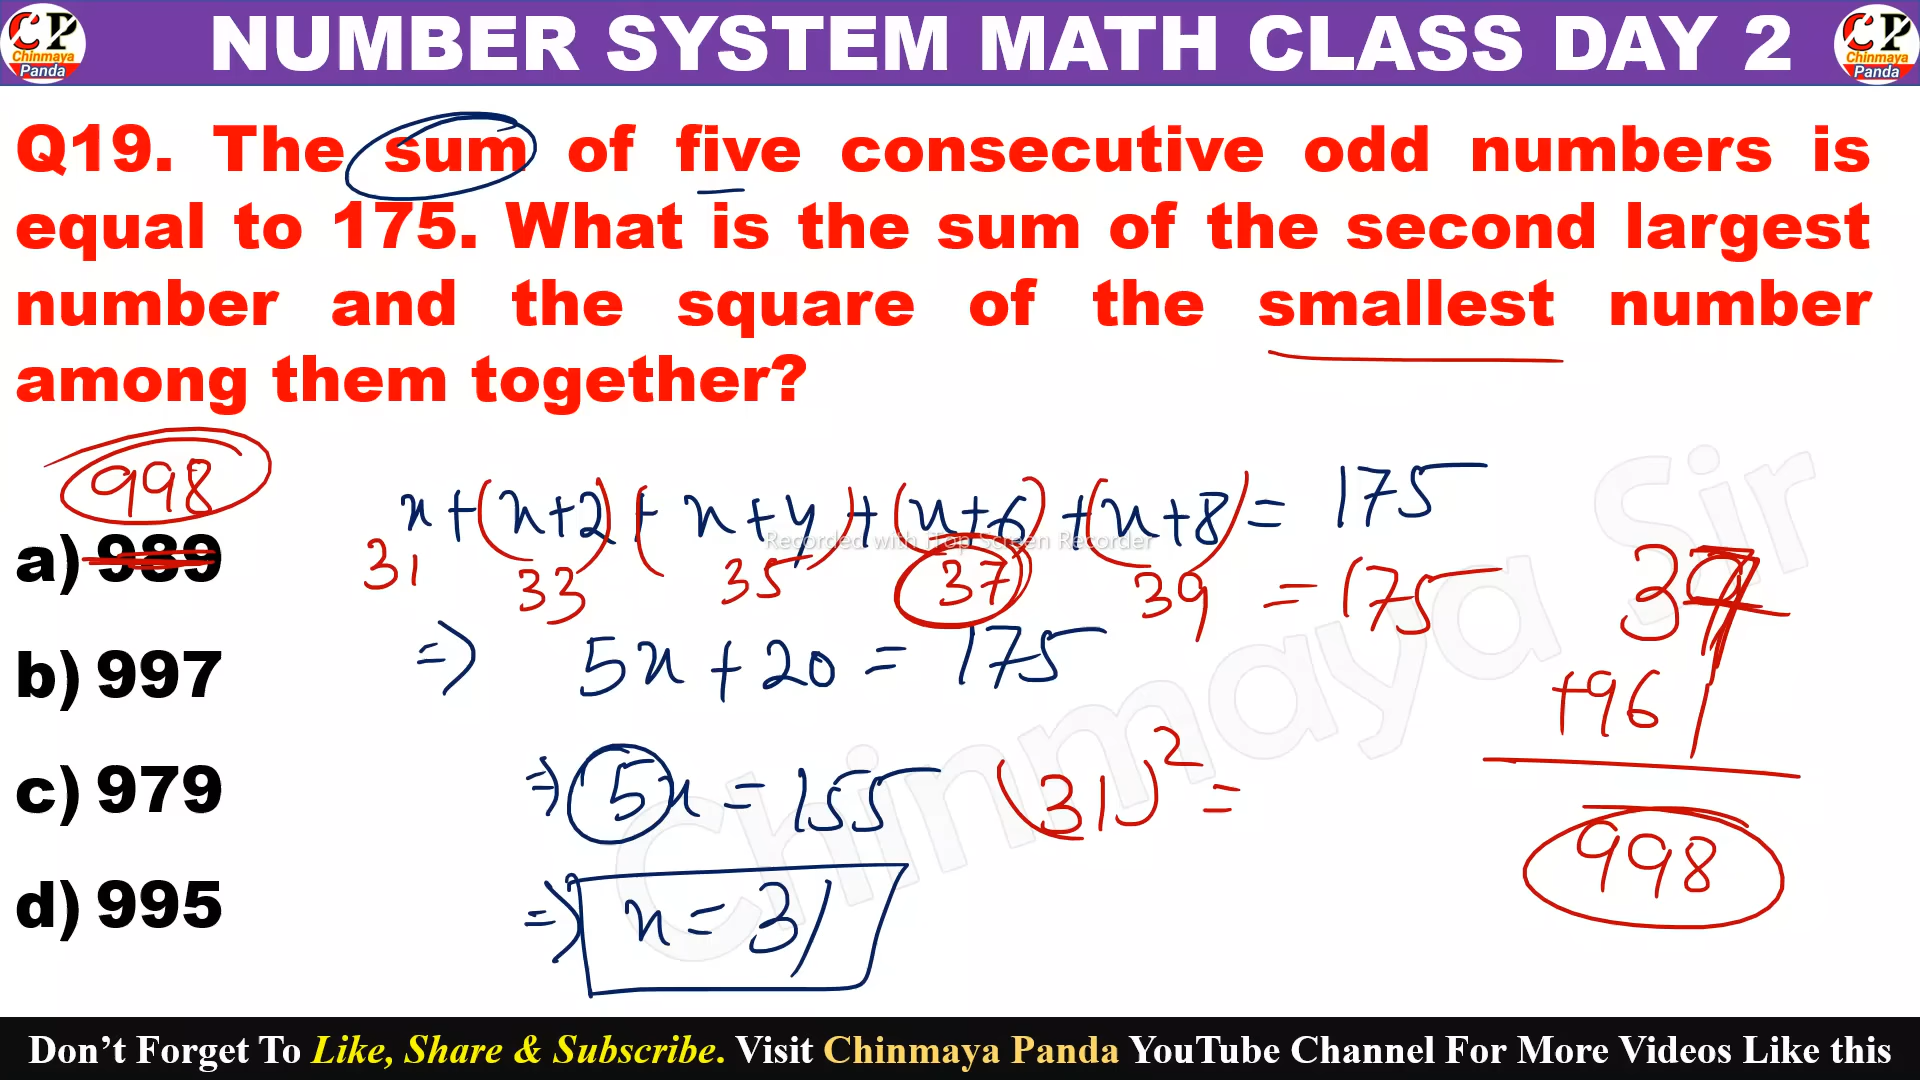 CP Chinmaya Panda
NUMBER SYSTEM MATH CLASS DAY 2
CP Chinmaya Panda
Q19. The sum of five consecutive odd numbers is
equal to 175. What is the sum of the second largest
number and the square of the smallest number
among them together?
998
a) 989
b) 997
c) 979
d) 995
x+(x+2)+(x+4)+(x+6)+(x+8)=175
Recorded with iTop Screen Recorder
31 33 35 37 39 =175
=> 5x+20=175
=> 5x=155
(31)² =
=> x=31
37
+961
998
Chinmaya Sir
Don't Forget To Like, Share & Subscribe. Visit Chinmaya Panda YouTube Channel For More Videos Like this